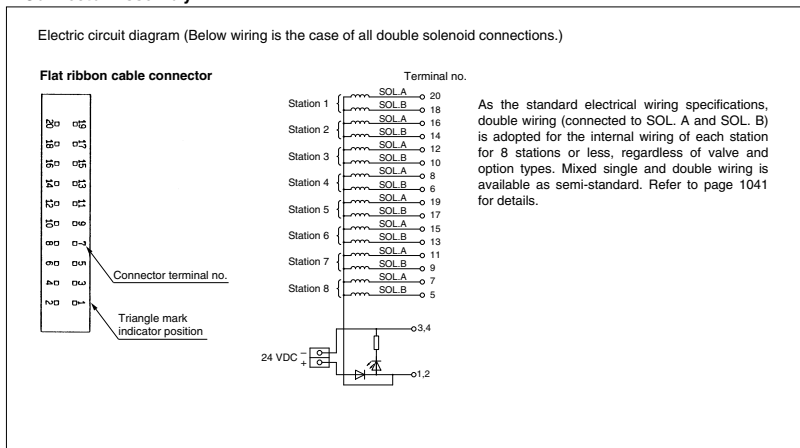 Electric circuit diagram (Below wiring is the case of all double solenoid connections.)
Flat ribbon cable connector
20 19
18 17
16 15
14 13
12 11
10 9
8 7
6 5
4 3
2 1
Connector terminal no.
Triangle mark
indicator position
Terminal no.
Station 1
SOL.A 20
SOL.B 18
Station 2
SOL.A 16
SOL.B 14
Station 3
SOL.A 12
SOL.B 10
Station 4
SOL.A 8
SOL.B 6
Station 5
SOL.A 19
SOL.B 17
Station 6
SOL.A 15
SOL.B 13
Station 7
SOL.A 11
SOL.B 9
Station 8
SOL.A 7
SOL.B 5
3,4
24 VDC
–
+
1,2
As the standard electrical wiring specifications,
double wiring (connected to SOL. A and SOL. B)
is adopted for the internal wiring of each station
for 8 stations or less, regardless of valve and
option types. Mixed single and double wiring is
available as semi-standard. Refer to page 1041
for details.